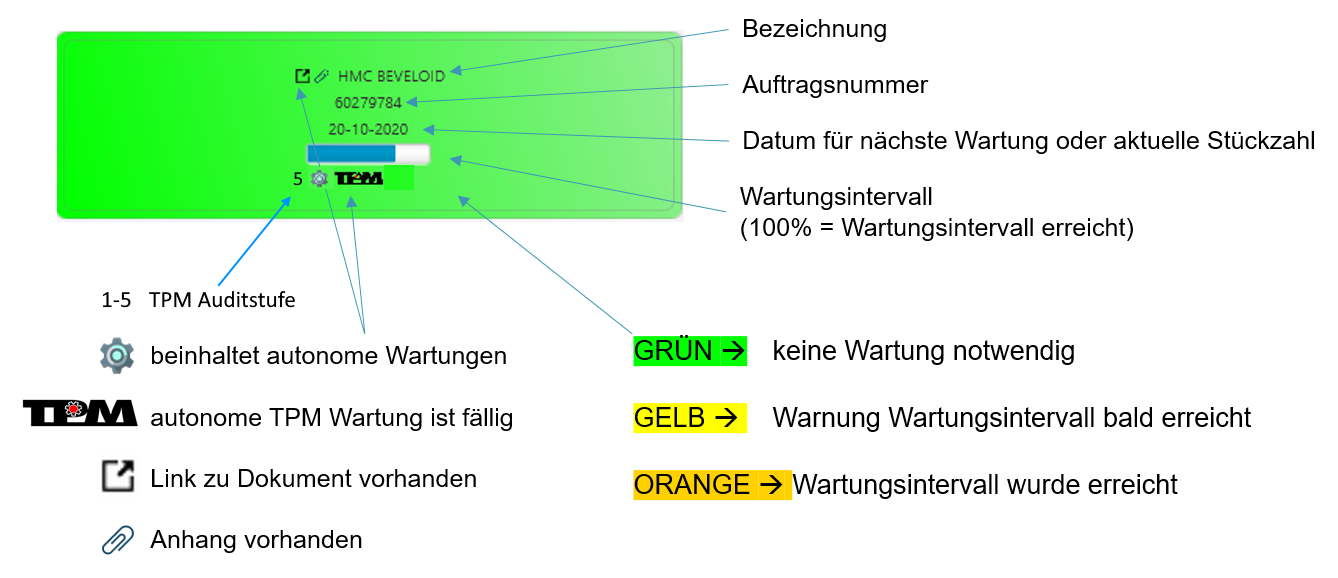 Bezeichnung
HMC BEVELOID
Auftragsnummer
60279784
20-10-2020
Datum für nächste Wartung oder aktuelle Stückzahl
5 TPM
Wartungsintervall
(100% = Wartungsintervall erreicht)
1-5 TPM Auditstufe
beinhaltet autonome Wartungen
TPM autonome TPM Wartung ist fällig
Link zu Dokument vorhanden
Anhang vorhanden
GRÜN → keine Wartung notwendig
GELB → Warnung Wartungsintervall bald erreicht
ORANGE → Wartungsintervall wurde erreicht